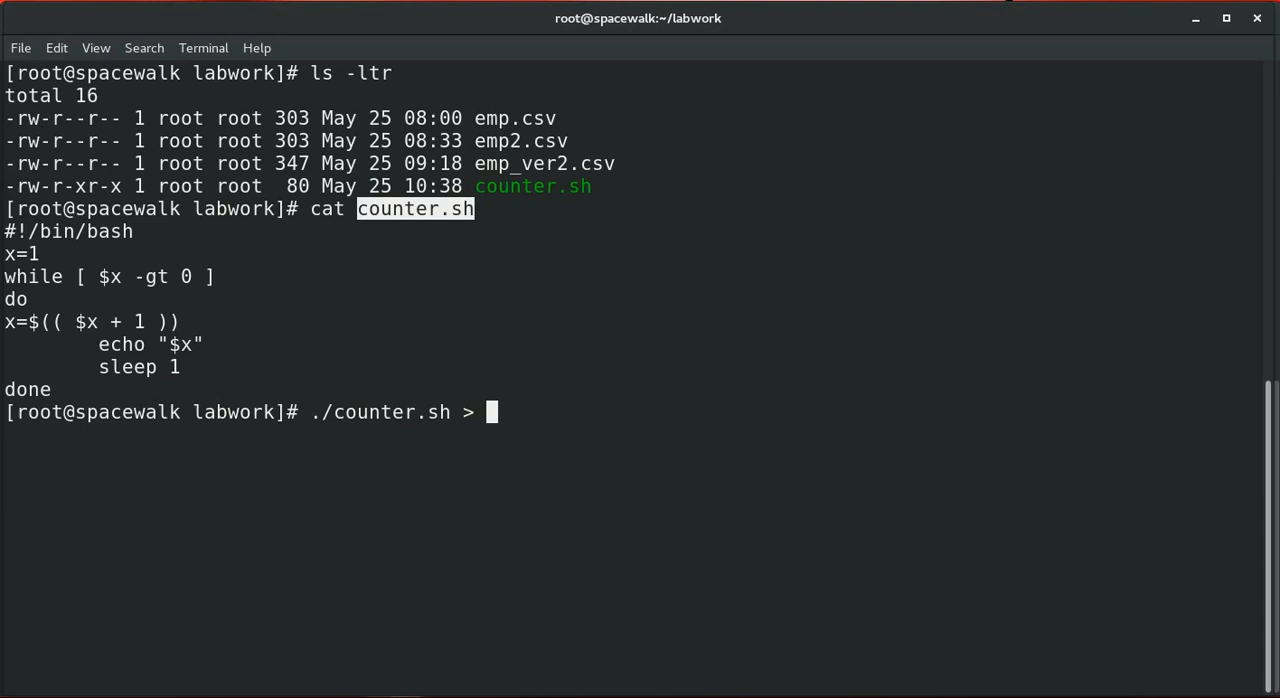 root@spacewalk:~/labwork
File Edit View Search Terminal Help
[root@spacewalk labwork]# ls -ltr
total 16
-rw-r--r-- 1 root root 303 May 25 08:00 emp.csv
-rw-r--r-- 1 root root 303 May 25 08:33 emp2.csv
-rw-r--r-- 1 root root 347 May 25 09:18 emp_ver2.csv
-rw-r-xr-x 1 root root  80 May 25 10:38 counter.sh
[root@spacewalk labwork]# cat counter.sh
#!/bin/bash
x=1
while [ $x -gt 0 ]
do
x=$(( $x + 1 ))
        echo "$x"
        sleep 1
done
[root@spacewalk labwork]# ./counter.sh >